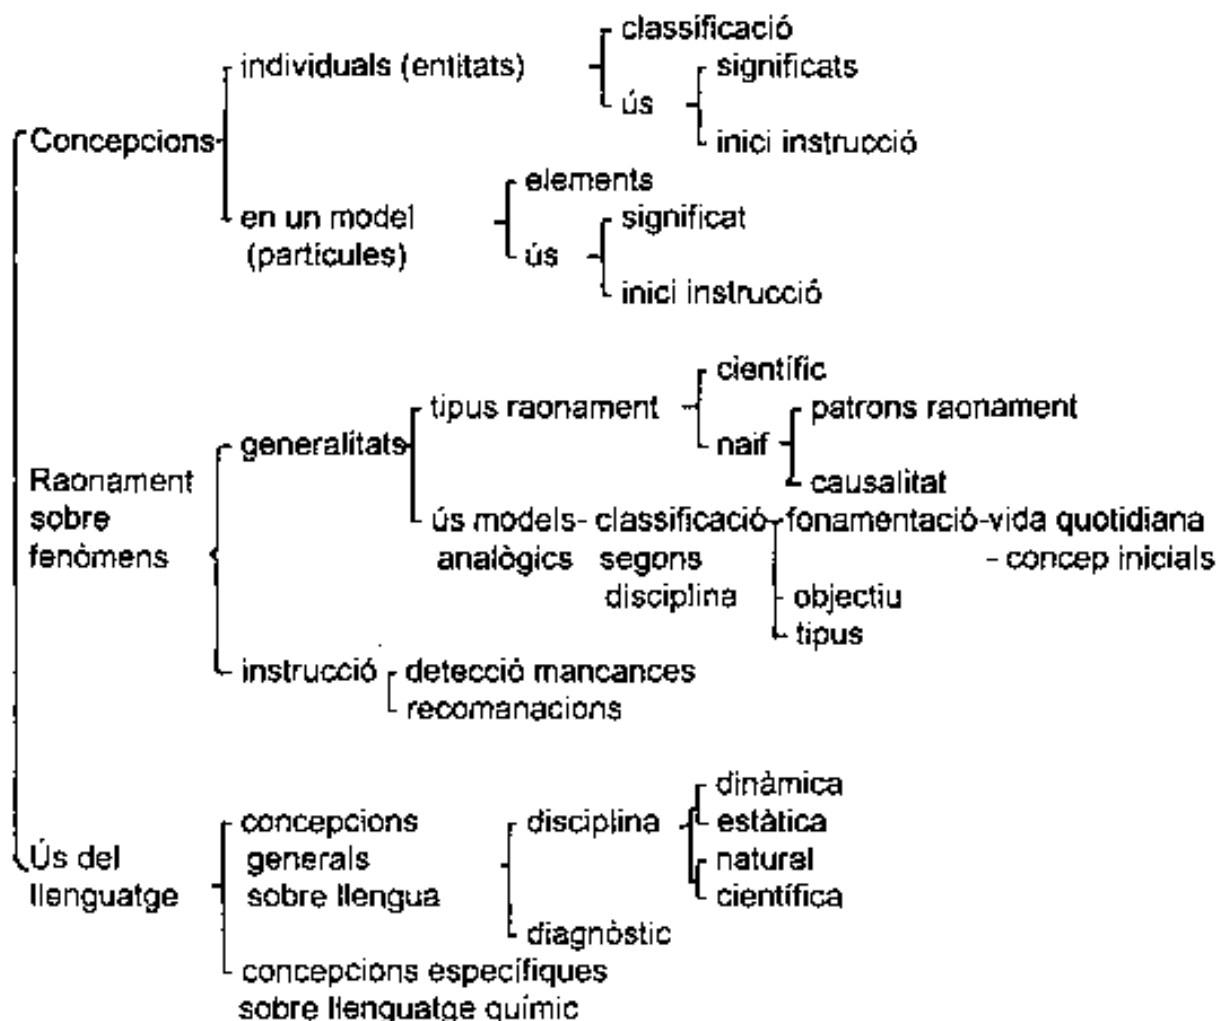 classificació
individuals (entitats)
significats
ús
Concepcions
inici instrucció
elements
en un model
(partícules)
significat
ús
inici instrucció
científic
tipus raonament
patrons raonament
generalitats
naif
Raonament
sobre
fenòmens
causalitat
ús models - classificació - fonamentació - vida quotidiana
analògics segons - concep inicials
disciplina
objectiu
tipus
instrucció
detecció mancances
recomanacions
dinàmica
concepcions
generals
sobre llengua
disciplina
estàtica
Ús del
llenguatge
natural
científica
diagnòstic
concepcions específiques
sobre llenguatge químic